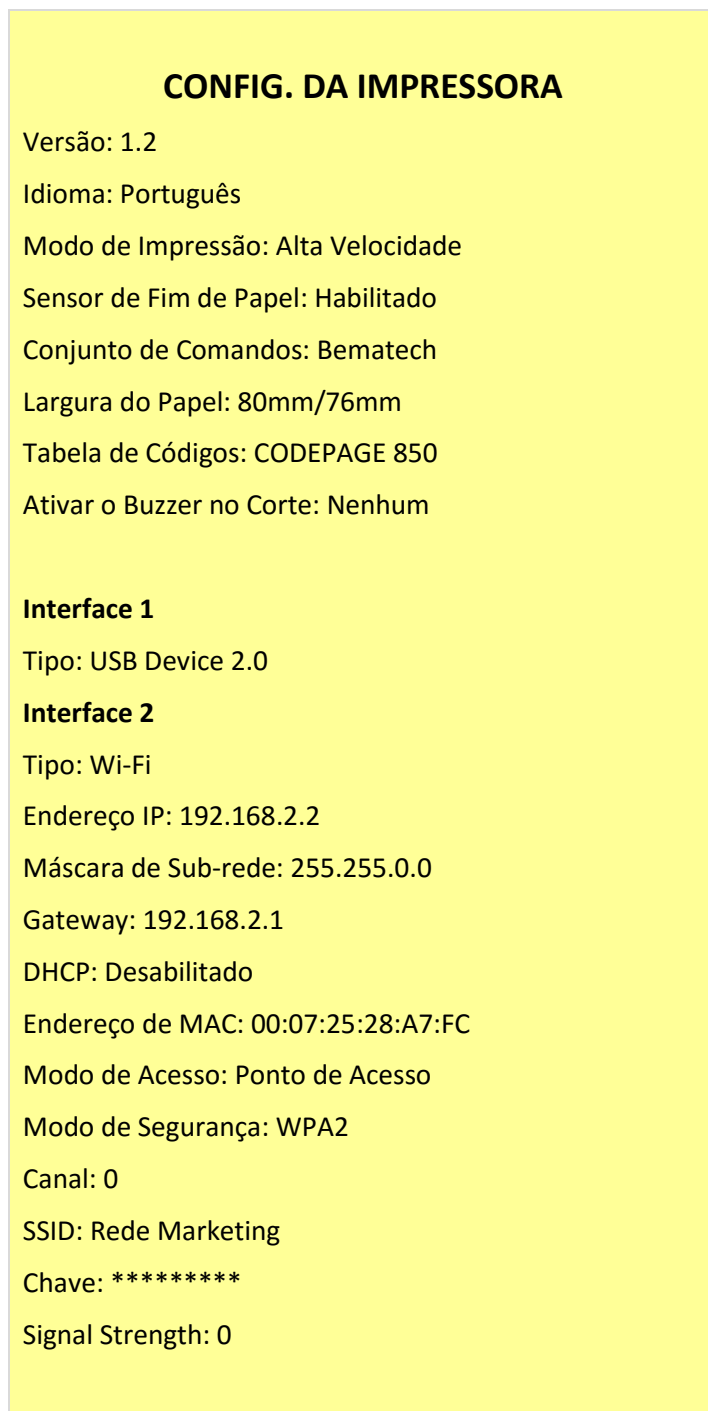 CONFIG. DA IMPRESSORA
Versão: 1.2
Idioma: Português
Modo de Impressão: Alta Velocidade
Sensor de Fim de Papel: Habilitado
Conjunto de Comandos: Bematech
Largura do Papel: 80mm/76mm
Tabela de Códigos: CODEPAGE 850
Ativar o Buzzer no Corte: Nenhum
Interface 1
Tipo: USB Device 2.0
Interface 2
Tipo: Wi-Fi
Endereço IP: 192.168.2.2
Máscara de Sub-rede: 255.255.0.0
Gateway: 192.168.2.1
DHCP: Desabilitado
Endereço de MAC: 00:07:25:28:A7:FC
Modo de Acesso: Ponto de Acesso
Modo de Segurança: WPA2
Canal: 0
SSID: Rede Marketing
Chave: *********
Signal Strength: 0